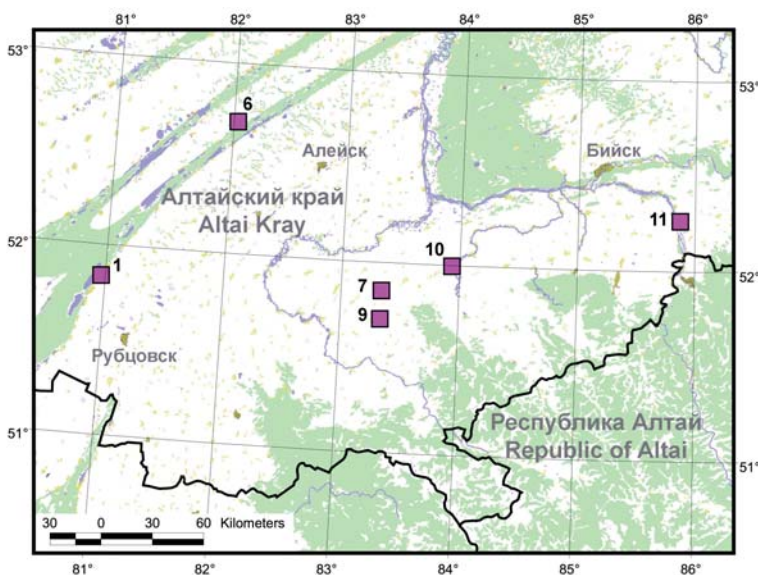 81° 82° 83° 84° 85° 86°
53°
53°
6
Алейск
Бийск
Алтайский край
Altai Kray
11
52°
10
52°
1
7
9
Рубцовск
Республика Алтай
Republic of Altai
51°
51°
30 0 30 60 Kilometers
81° 82° 83° 84° 85° 86°